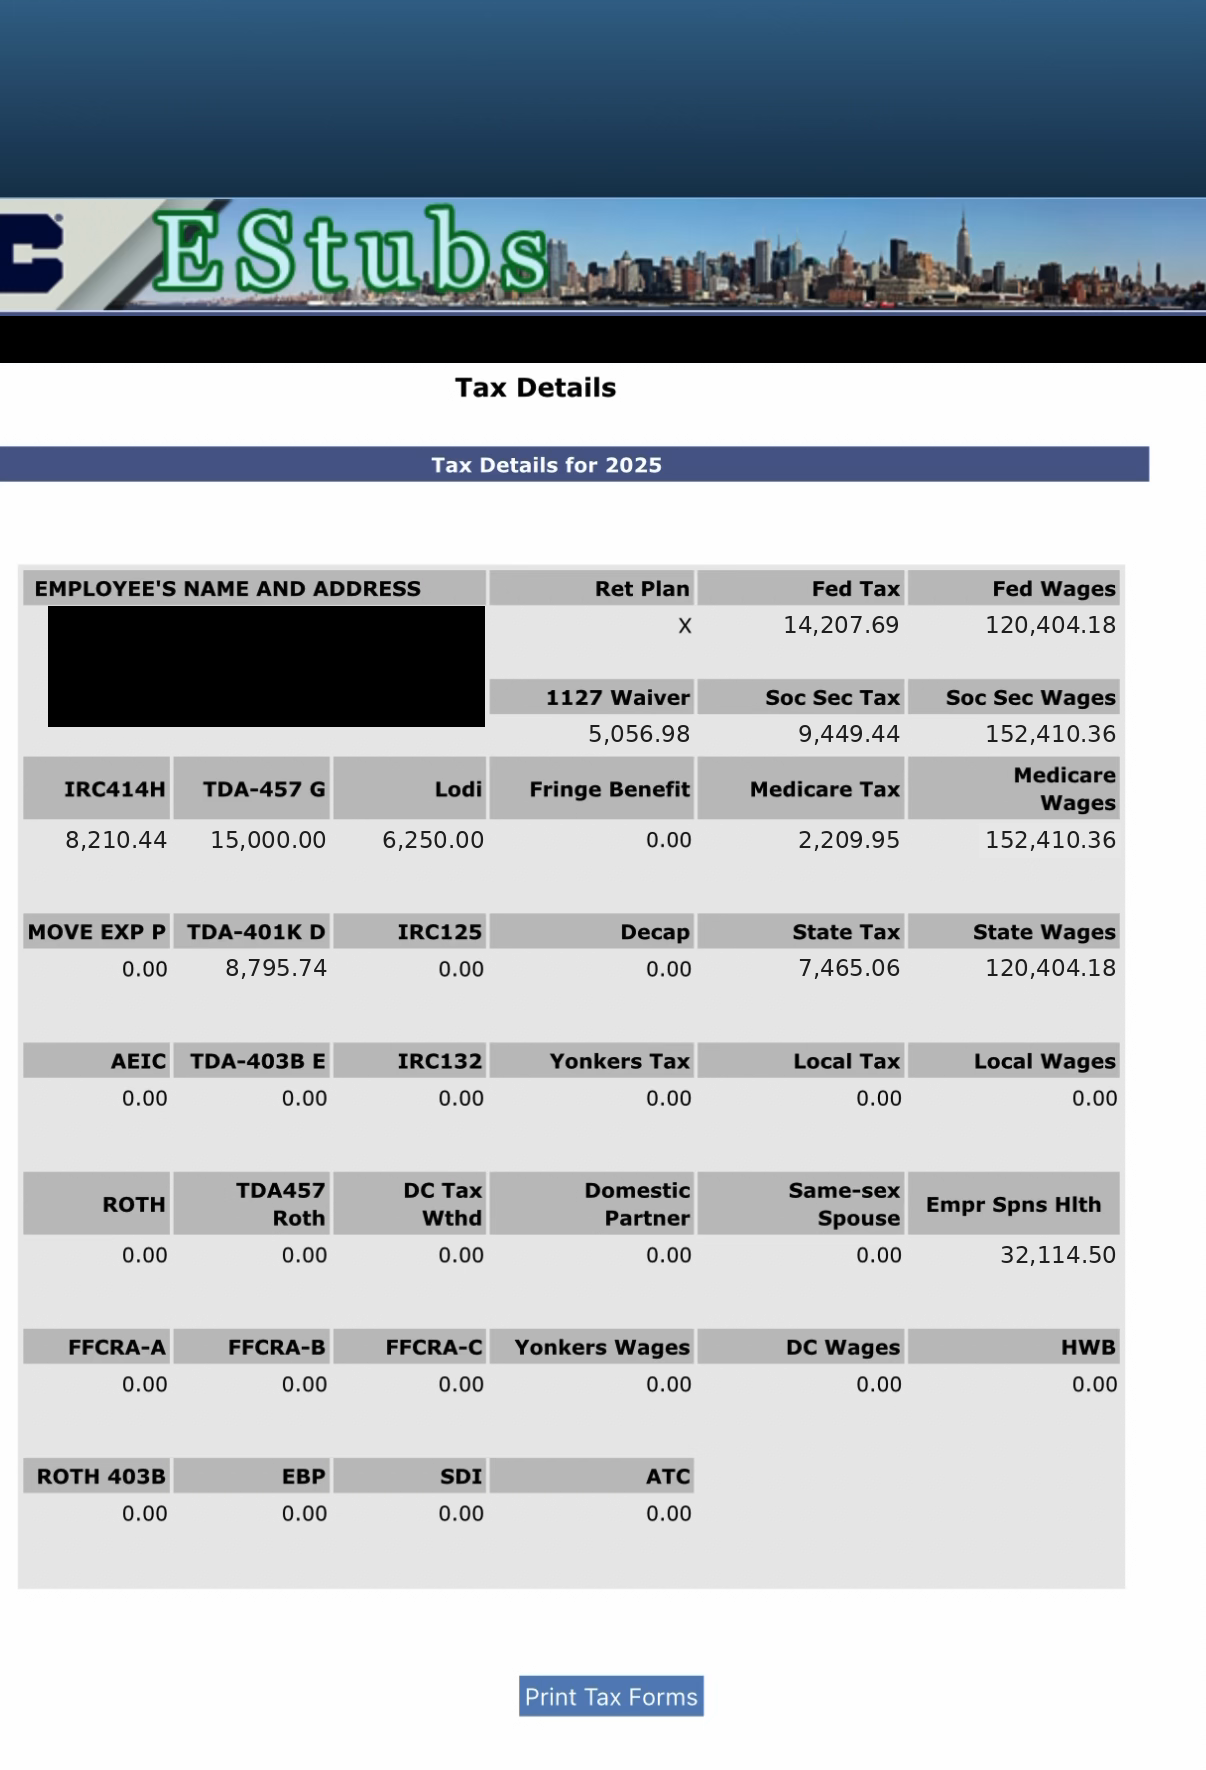 C® EStubs
Tax Details
Tax Details for 2025
EMPLOYEE'S NAME AND ADDRESS Ret Plan Fed Tax Fed Wages
X 14,207.69 120,404.18
1127 Waiver Soc Sec Tax Soc Sec Wages
5,056.98 9,449.44 152,410.36
IRC414H TDA-457 G Lodi Fringe Benefit Medicare Tax Medicare
Wages
8,210.44 15,000.00 6,250.00 0.00 2,209.95 152,410.36
MOVE EXP P TDA-401K D IRC125 Decap State Tax State Wages
0.00 8,795.74 0.00 0.00 7,465.06 120,404.18
AEIC TDA-403B E IRC132 Yonkers Tax Local Tax Local Wages
0.00 0.00 0.00 0.00 0.00 0.00
ROTH TDA457 DC Tax Domestic Same-sex Empr Spns Hlth
Roth Wthd Partner Spouse
0.00 0.00 0.00 0.00 0.00 32,114.50
FFCRA-A FFCRA-B FFCRA-C Yonkers Wages DC Wages HWB
0.00 0.00 0.00 0.00 0.00 0.00
ROTH 403B EBP SDI ATC
0.00 0.00 0.00 0.00
Print Tax Forms